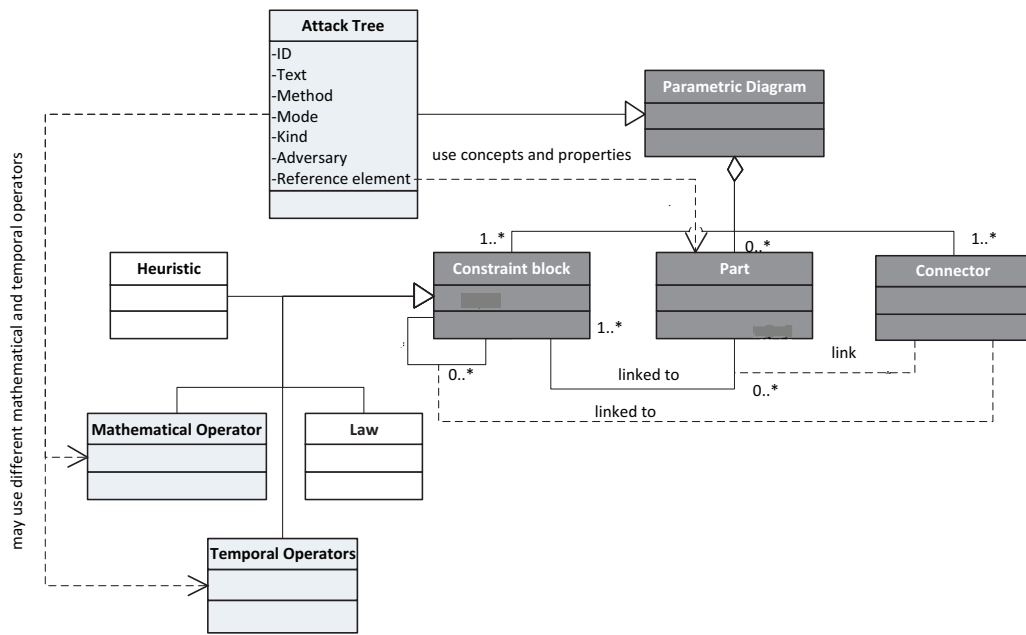 Attack Tree
-ID
-Text
-Method
-Mode
-Kind
-Adversary
-Reference element
Parametric Diagram
use concepts and properties
may use different mathematical and temporal operators
1..*
0..*
1..*
Heuristic
Constraint block
Part
Connector
1..*
0..*
linked to
link
0..*
linked to
Mathematical Operator
Law
Temporal Operators